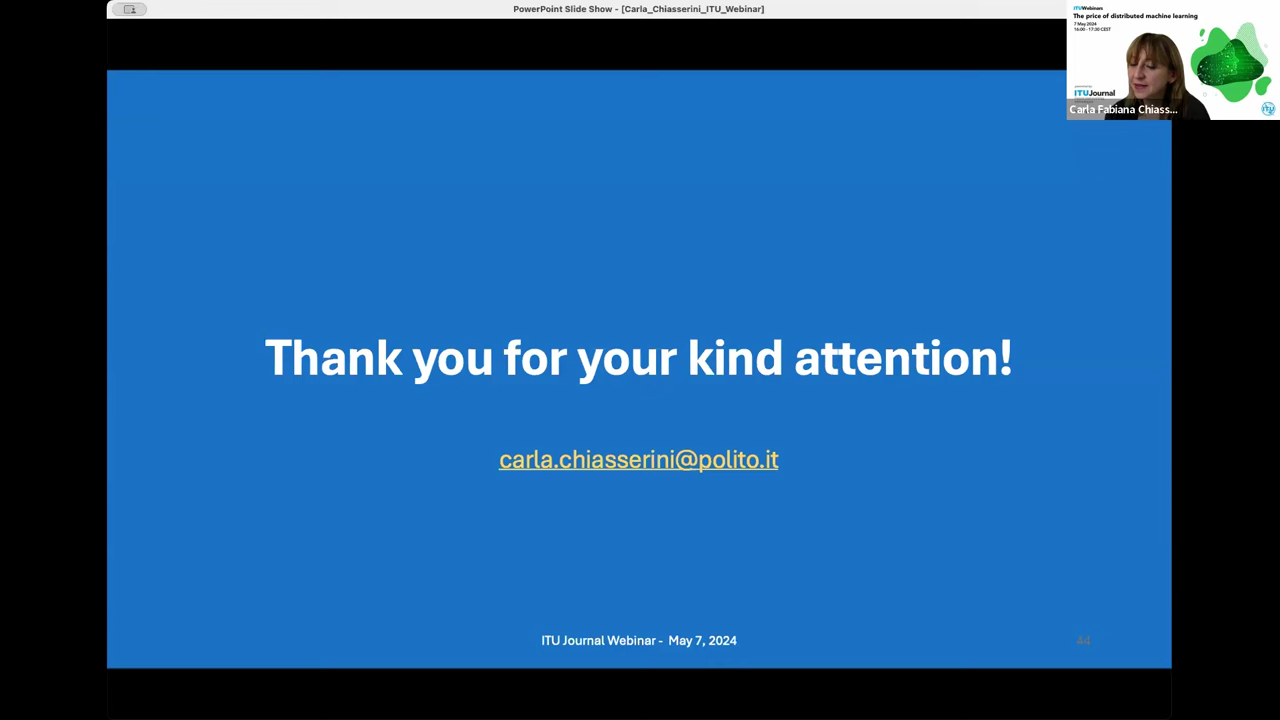 PowerPoint Slide Show - [Carla_Chiasserini_ITU_Webinar]
ITUWebinars
The price of distributed machine learning
7 May 2024
16:00 - 17:30 CEST
ITUJournal
Carla Fabiana Chiass...
Thank you for your kind attention!
carla.chiasserini@polito.it
ITU Journal Webinar - May 7, 2024
44